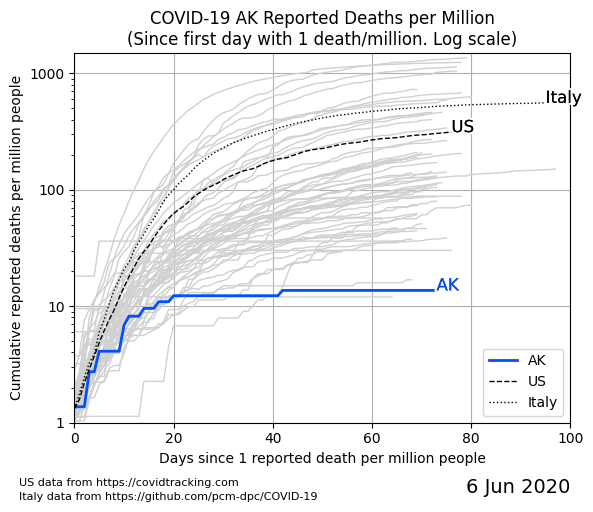 COVID-19 AK Reported Deaths per Million
(Since first day with 1 death/million. Log scale)
Cumulative reported deaths per million people
1000
100
10
1
Italy
US
AK
AK
US
Italy
0 20 40 60 80 100
Days since 1 reported death per million people
US data from https://covidtracking.com
Italy data from https://github.com/pcm-dpc/COVID-19
6 Jun 2020